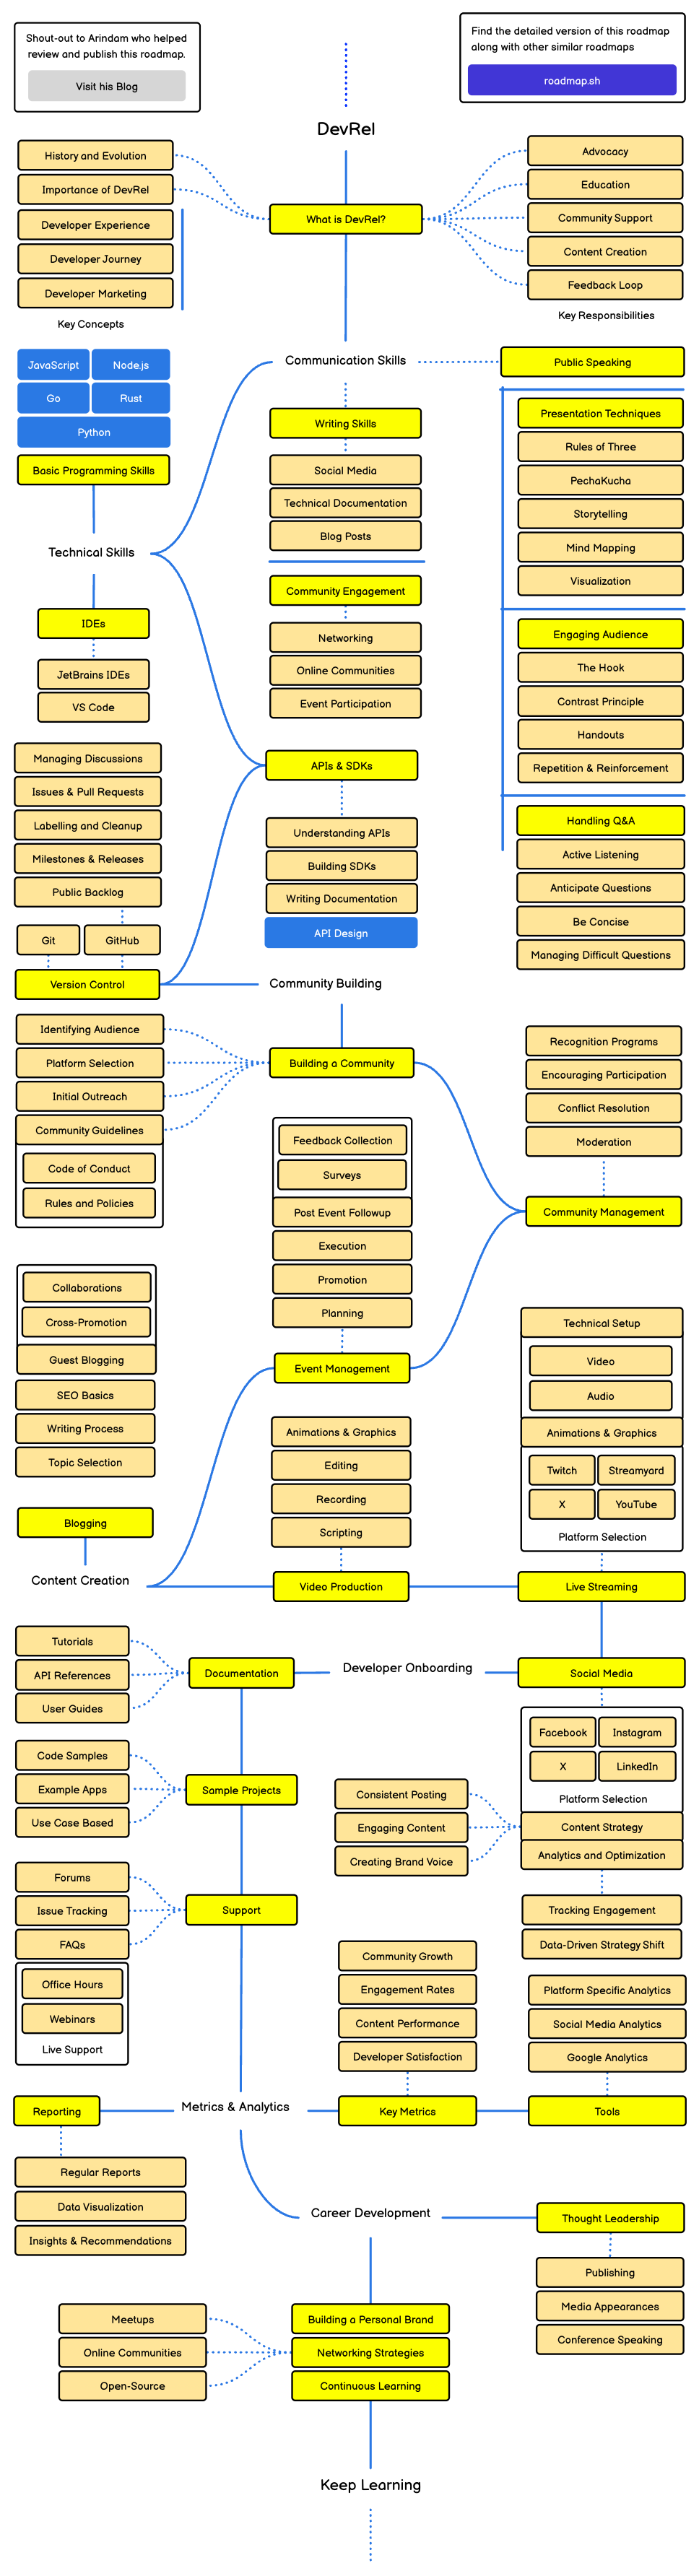 Shout-out to Arindam who helped
review and publish this roadmap.
Visit his Blog
Find the detailed version of this roadmap
along with other similar roadmaps
roadmap.sh
DevRel
History and Evolution
Importance of DevRel
Developer Experience
Developer Journey
Developer Marketing
Key Concepts
What is DevRel?
Advocacy
Education
Community Support
Content Creation
Feedback Loop
Key Responsibilities
JavaScript
Node.js
Go
Rust
Python
Basic Programming Skills
Technical Skills
IDEs
JetBrains IDEs
VS Code
Communication Skills
Writing Skills
Social Media
Technical Documentation
Blog Posts
Community Engagement
Networking
Online Communities
Event Participation
Public Speaking
Presentation Techniques
Rules of Three
PechaKucha
Storytelling
Mind Mapping
Visualization
Engaging Audience
The Hook
Contrast Principle
Handouts
Repetition & Reinforcement
Handling Q&A
Active Listening
Anticipate Questions
Be Concise
Managing Difficult Questions
APIs & SDKs
Understanding APIs
Building SDKs
Writing Documentation
API Design
Managing Discussions
Issues & Pull Requests
Labelling and Cleanup
Milestones & Releases
Public Backlog
Git
GitHub
Version Control
Community Building
Identifying Audience
Platform Selection
Initial Outreach
Community Guidelines
Code of Conduct
Rules and Policies
Building a Community
Recognition Programs
Encouraging Participation
Conflict Resolution
Moderation
Community Management
Feedback Collection
Surveys
Post Event Followup
Execution
Promotion
Planning
Event Management
Collaborations
Cross-Promotion
Guest Blogging
SEO Basics
Writing Process
Topic Selection
Blogging
Content Creation
Animations & Graphics
Editing
Recording
Scripting
Video Production
Technical Setup
Video
Audio
Animations & Graphics
Twitch
Streamyard
X
YouTube
Platform Selection
Live Streaming
Tutorials
API References
User Guides
Documentation
Developer Onboarding
Social Media
Code Samples
Example Apps
Use Case Based
Sample Projects
Facebook
Instagram
X
LinkedIn
Platform Selection
Consistent Posting
Engaging Content
Creating Brand Voice
Content Strategy
Analytics and Optimization
Tracking Engagement
Data-Driven Strategy Shift
Forums
Issue Tracking
FAQs
Office Hours
Webinars
Live Support
Support
Community Growth
Engagement Rates
Content Performance
Developer Satisfaction
Platform Specific Analytics
Social Media Analytics
Google Analytics
Reporting
Metrics & Analytics
Key Metrics
Tools
Regular Reports
Data Visualization
Insights & Recommendations
Career Development
Thought Leadership
Publishing
Media Appearances
Conference Speaking
Meetups
Online Communities
Open-Source
Building a Personal Brand
Networking Strategies
Continuous Learning
Keep Learning